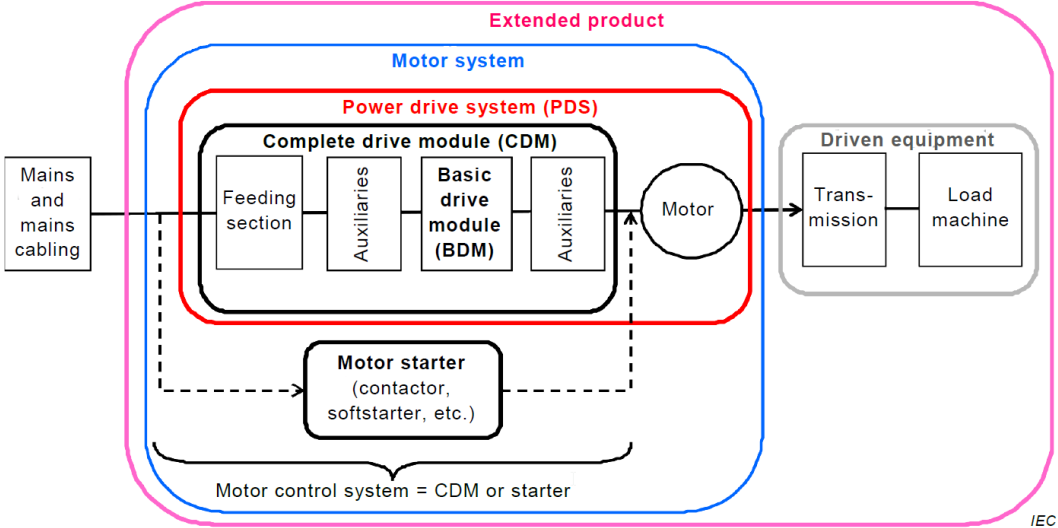 Extended product
Motor system
Power drive system (PDS)
Complete drive module (CDM)
Driven equipment
Mains
and
mains
cabling
Feeding
section
Auxiliaries
Basic
drive
module
(BDM)
Auxiliaries
Motor
Trans-
mission
Load
machine
Motor starter
(contactor,
softstarter, etc.)
Motor control system = CDM or starter
IEC